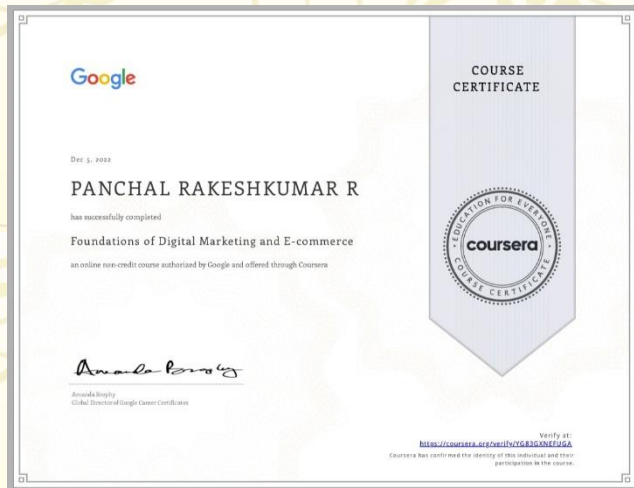 Google
COURSE
CERTIFICATE
Dec 5, 2022
PANCHAL RAKESHKUMAR R
has successfully completed
Foundations of Digital Marketing and E-commerce
an online non-credit course authorized by Google and offered through Coursera
EDUCATION FOR EVERYONE
coursera
COURSE CERTIFICATE
Amanda Brophy
Amanda Brophy
Global Director of Google Career Certificates
Verify at:
https://coursera.org/verify/YGB3GXNEFUGA
Coursera has confirmed the identity of this individual and their
participation in the course.